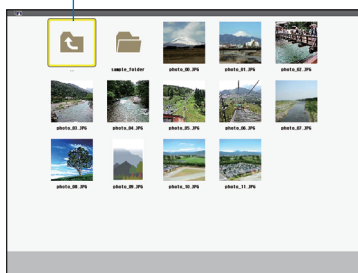 ..
sample_folder photo_00.JPG photo_01.JPG photo_02.JPG
photo_03.JPG photo_04.JPG photo_05.JPG photo_06.JPG photo_07.JPG
photo_08.JPG photo_09.JPG photo_10.JPG photo_11.JPG